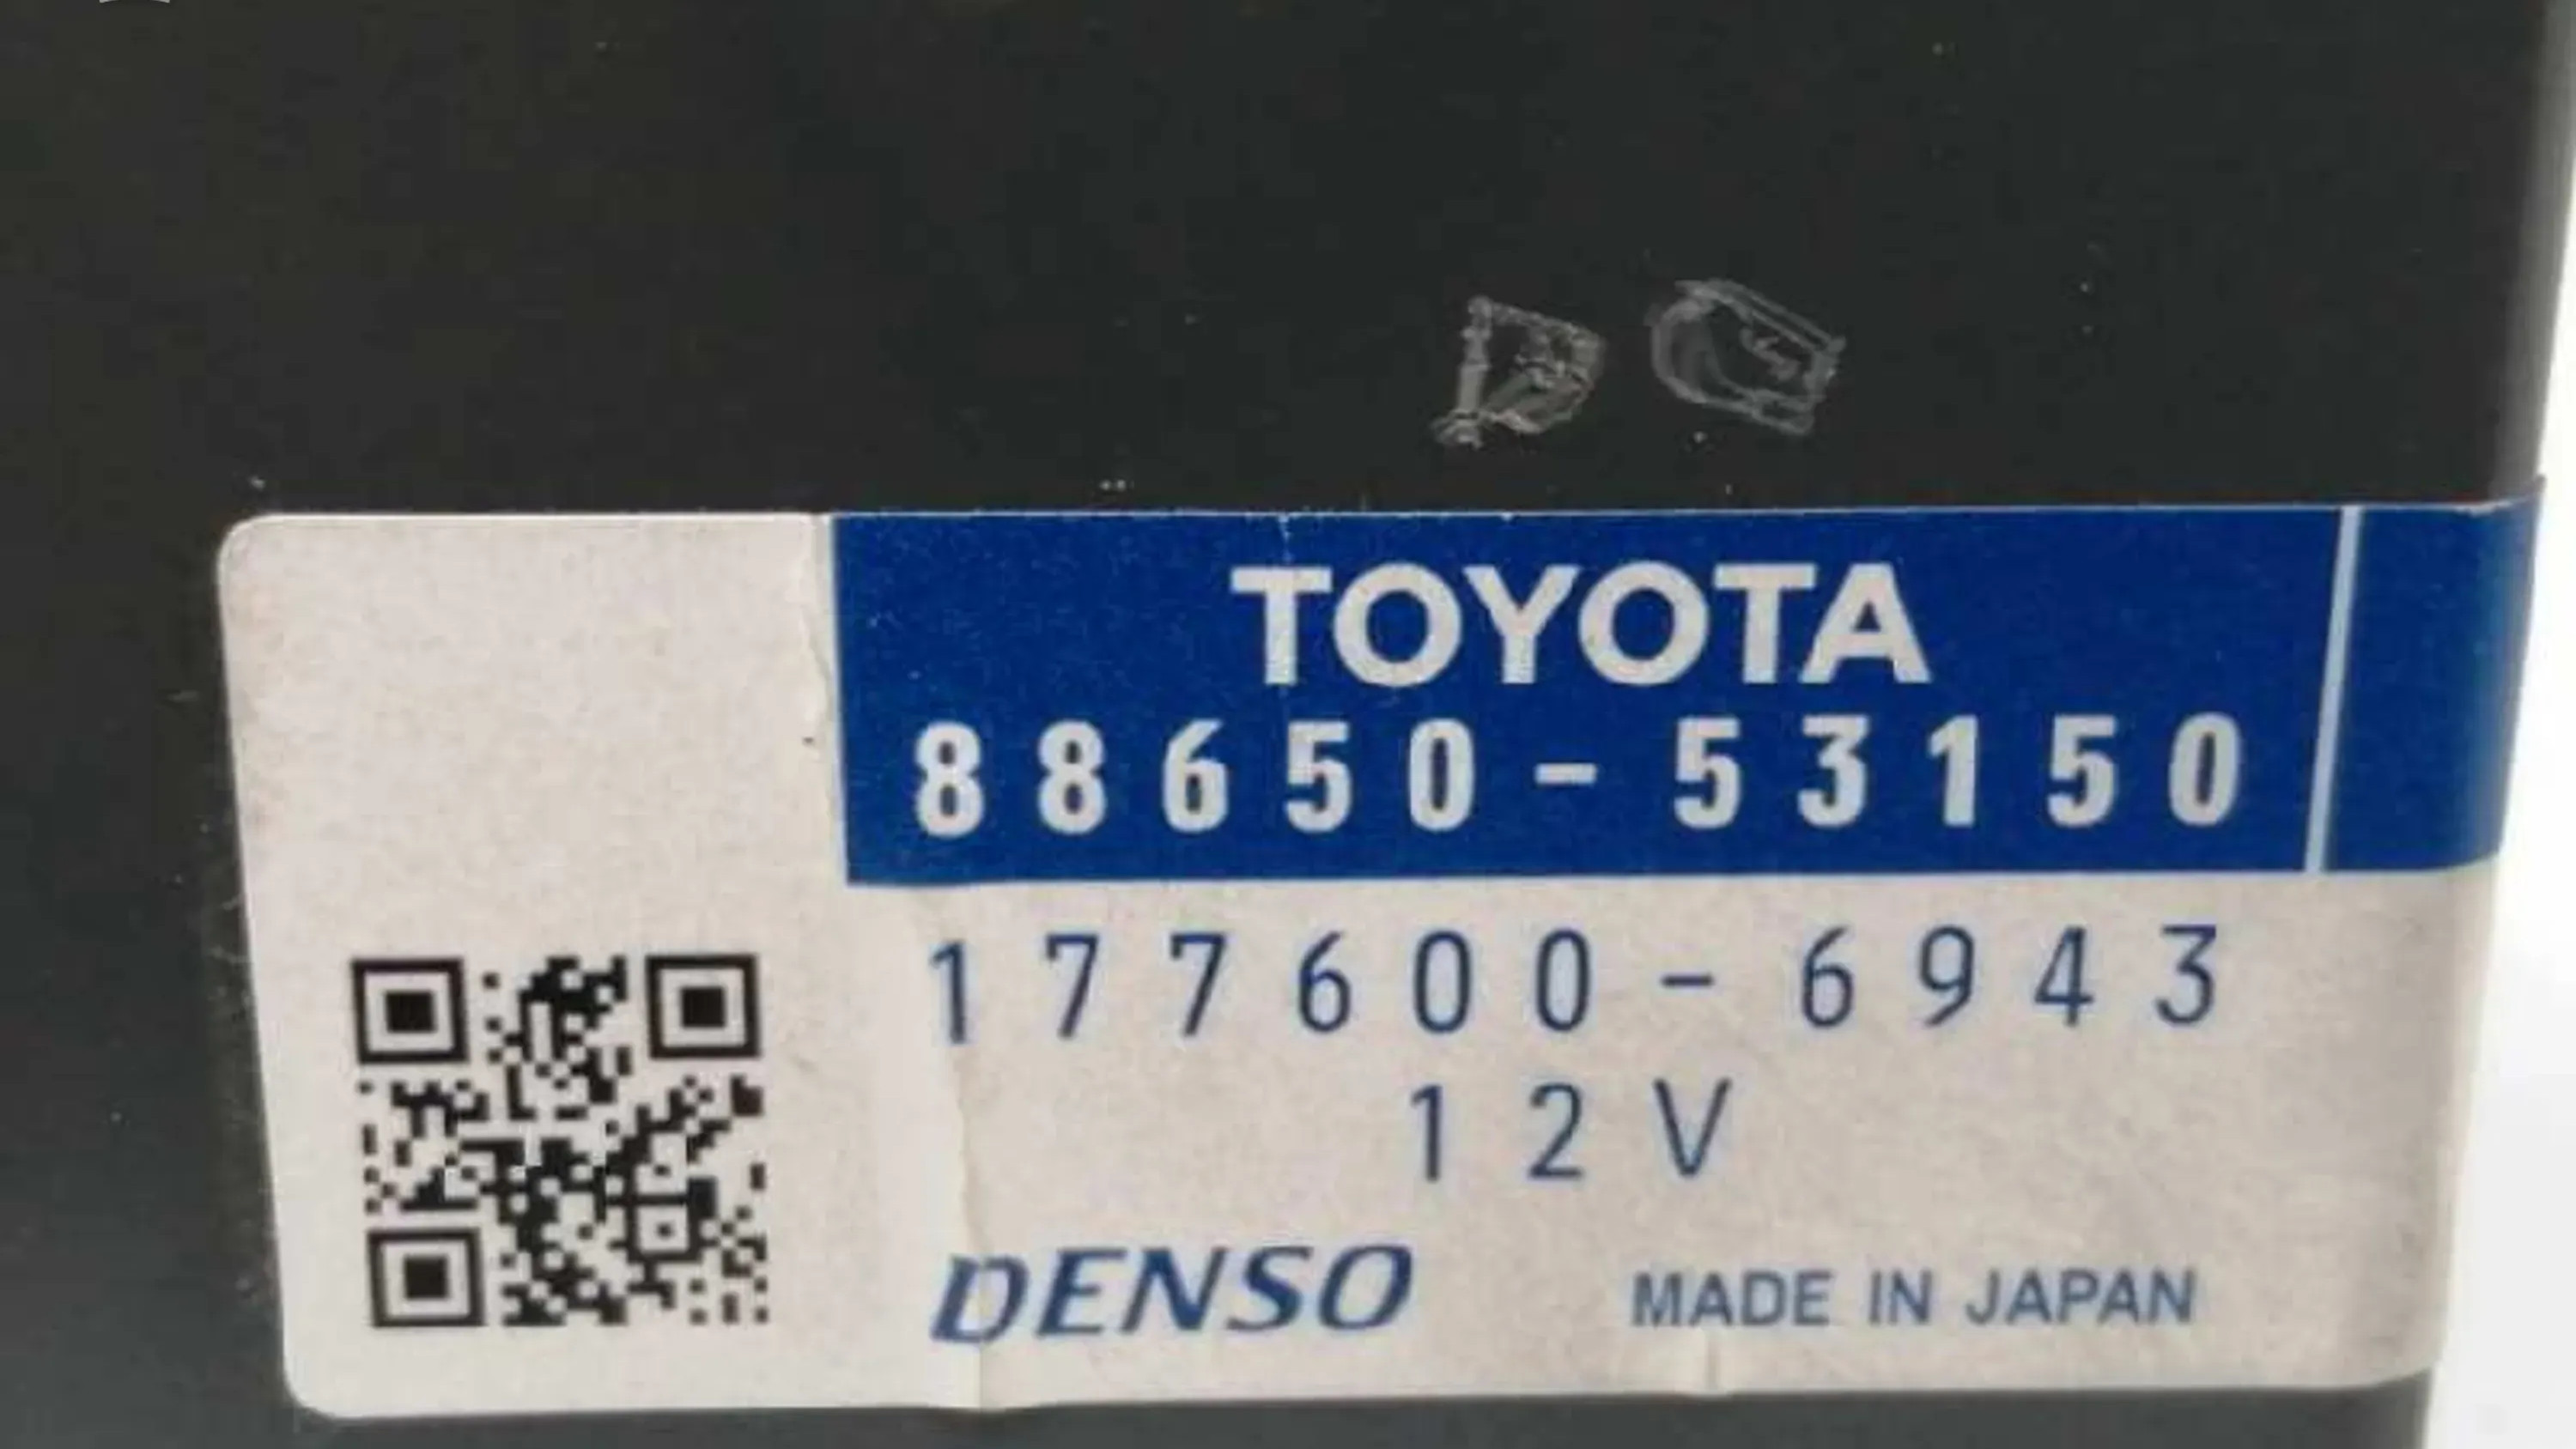 TOYOTA
88650-53150
177600-6943
12V
DENSO MADE IN JAPAN